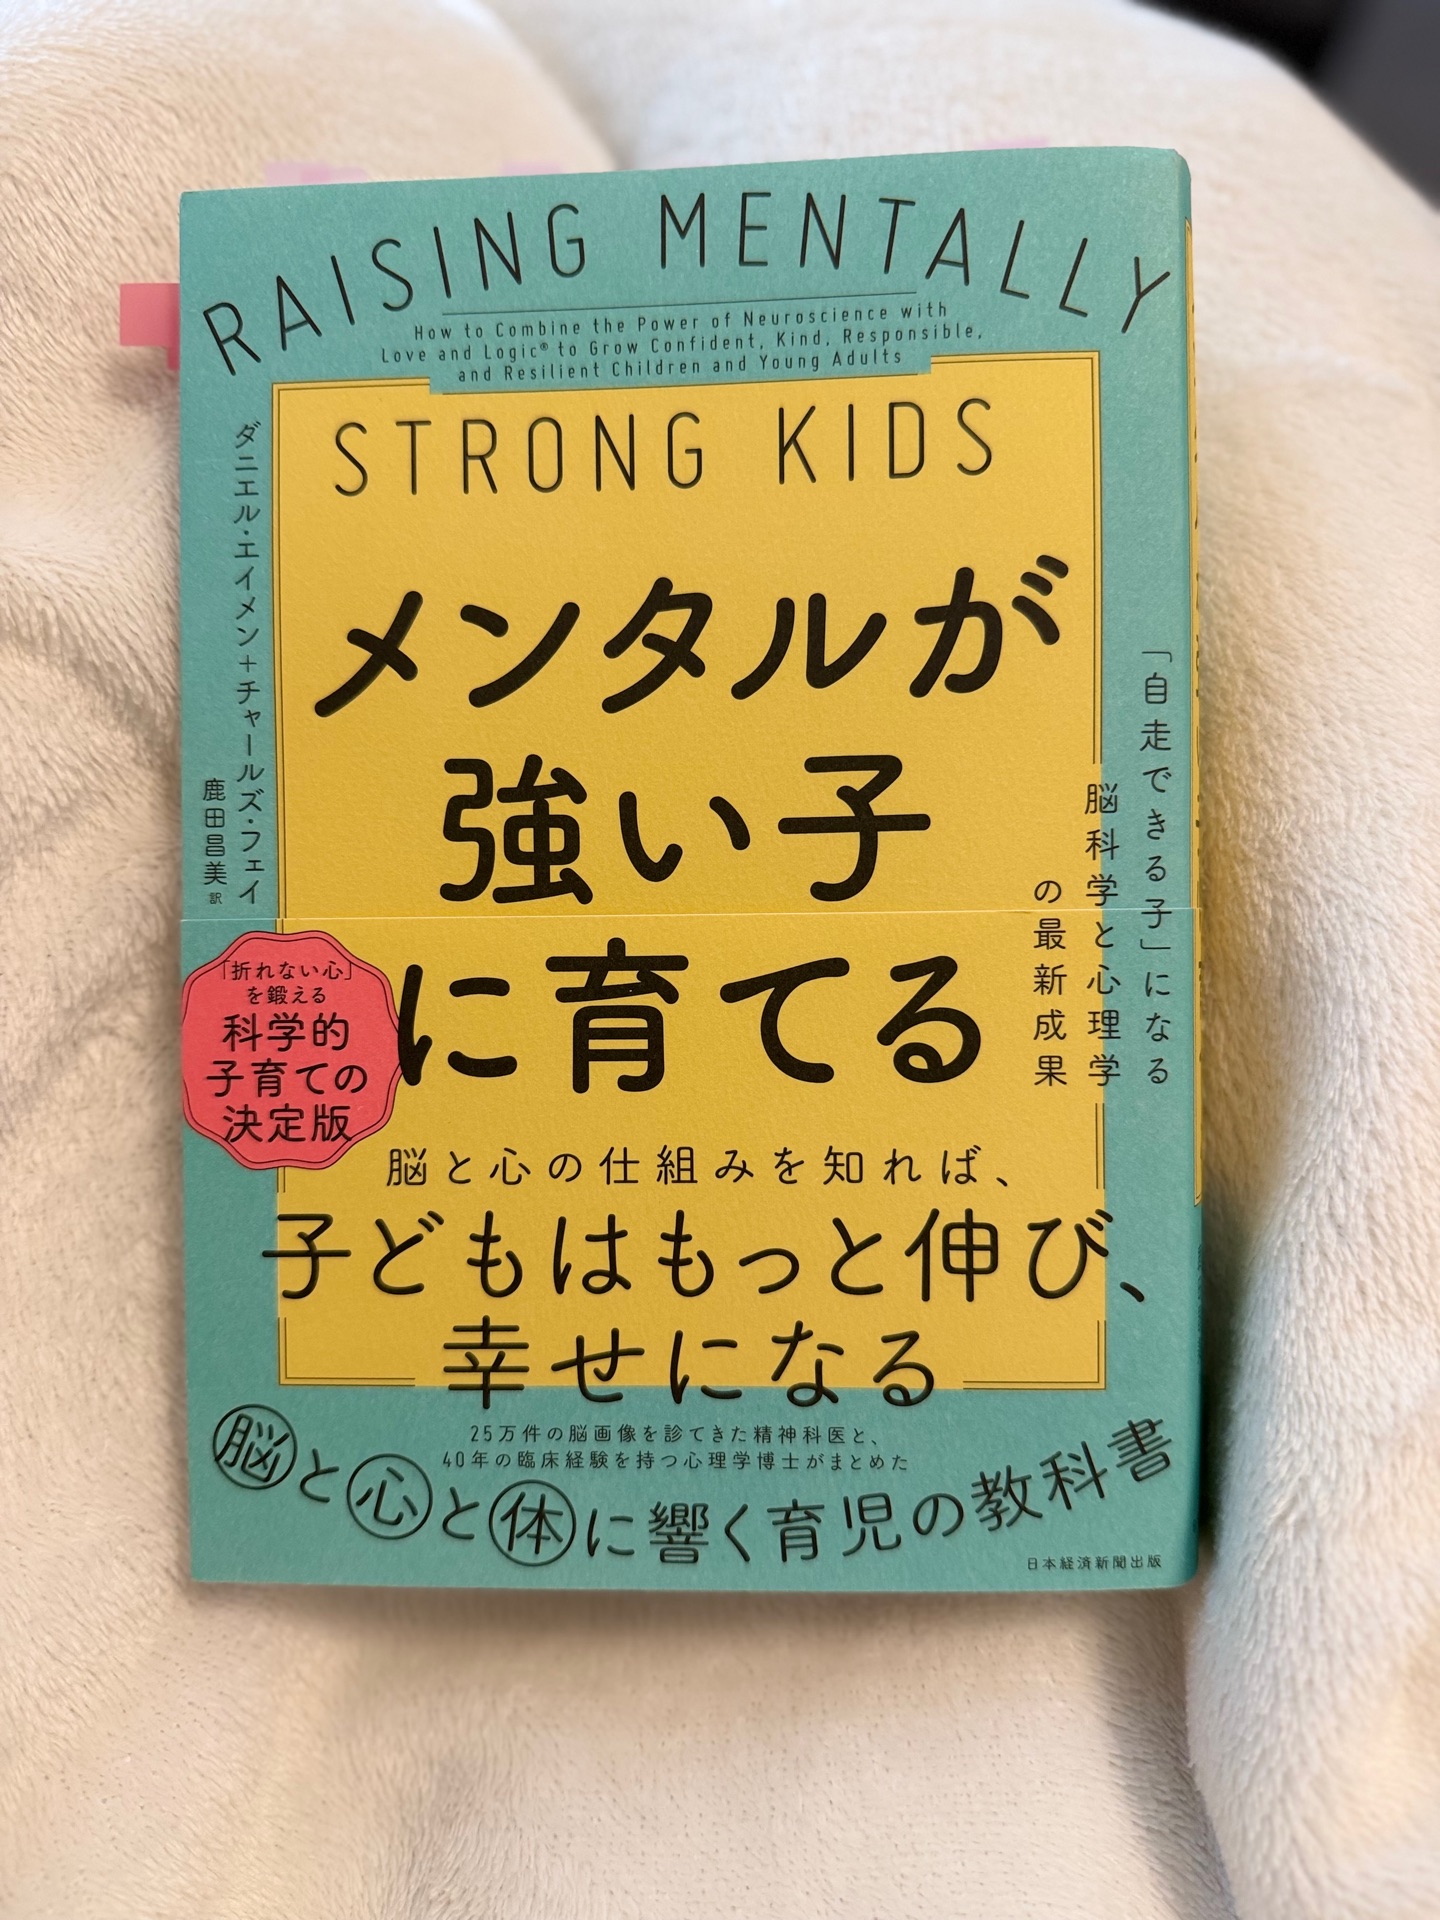 RAISING MENTALLY
How to Combine the Power of Neuroscience with
Love and Logic® to Grow Confident, Kind, Responsible,
and Resilient Children and Young Adults
STRONG KIDS
ダニエル・エイメン+チャールズ・フェイ
鹿田昌美 訳
メンタルが
強い子
に育てる
「自走できる子」になる
脳科学と心理学
の最新成果
「折れない心」
を鍛える
科学的
子育ての
決定版
脳と心の仕組みを知れば、
子どもはもっと伸び、
幸せになる
25万件の脳画像を診てきた精神科医と、
40年の臨床経験を持つ心理学博士がまとめた
脳と心と体に響く育児の教科書
日本経済新聞出版